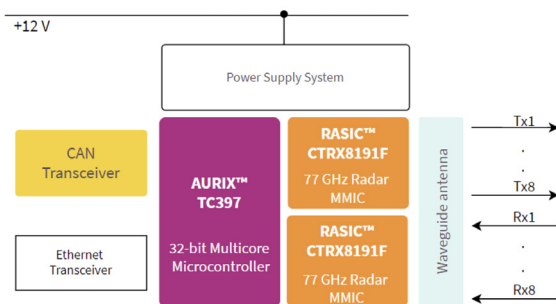 +12 V
Power Supply System
CAN
Transceiver
Ethernet
Transceiver
AURIX™
TC397
32-bit Multicore
Microcontroller
RASIC™
CTRX8191F
77 GHz Radar
MMIC
RASIC™
CTRX8191F
77 GHz Radar
MMIC
Waveguide antenna
Tx1
.
.
Tx8
Rx1
.
.
Rx8